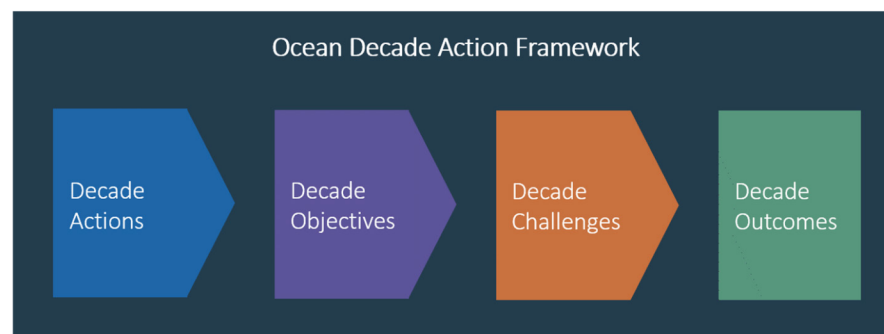 Ocean Decade Action Framework
Decade
Actions
Decade
Objectives
Decade
Challenges
Decade
Outcomes